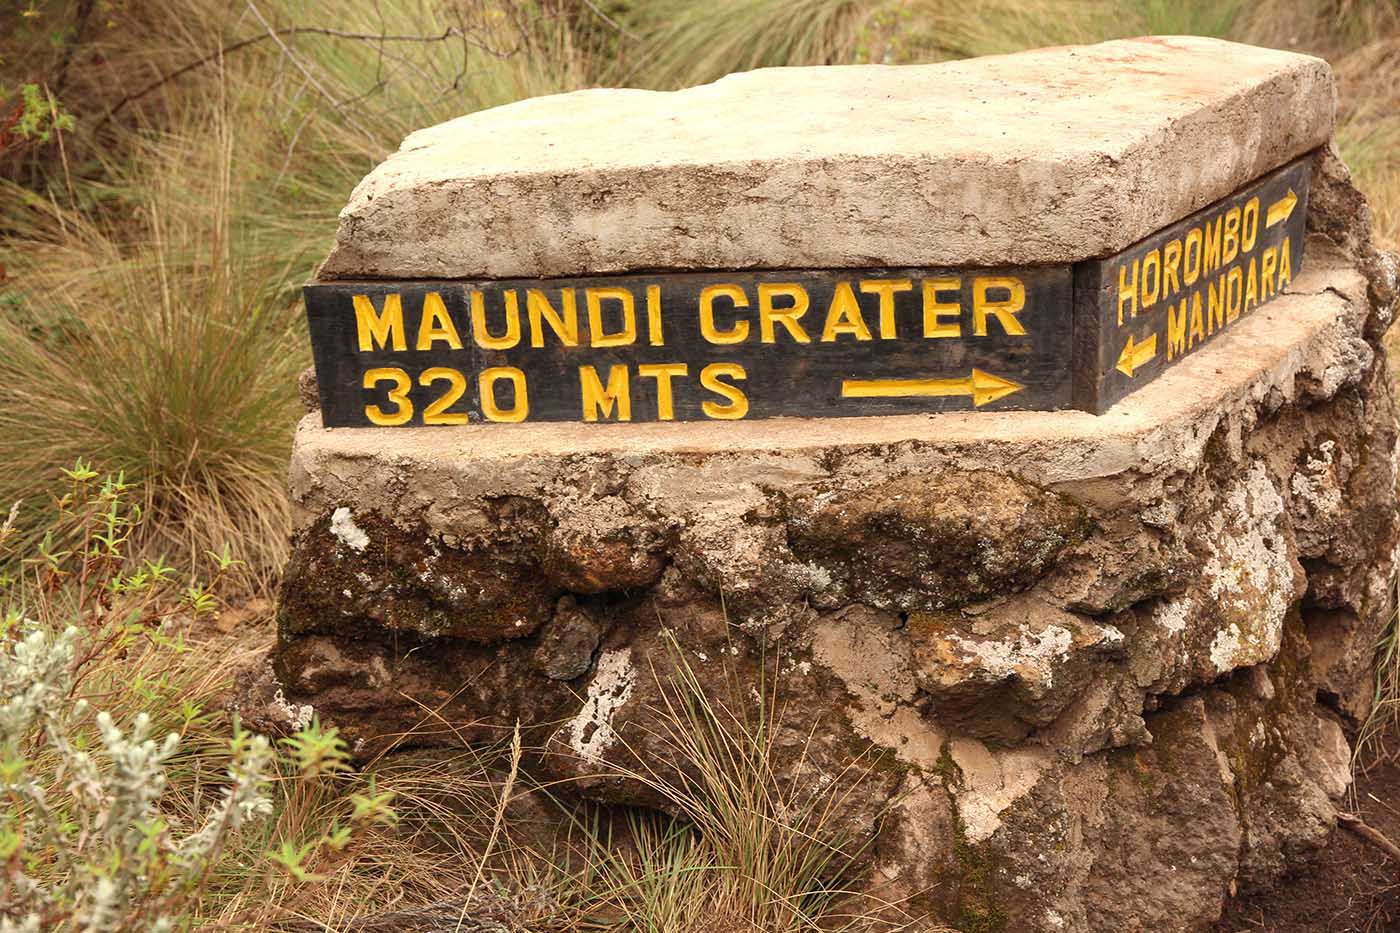 MAUNDI CRATER
320 MTS →
HOROMBO →
← MANDARA